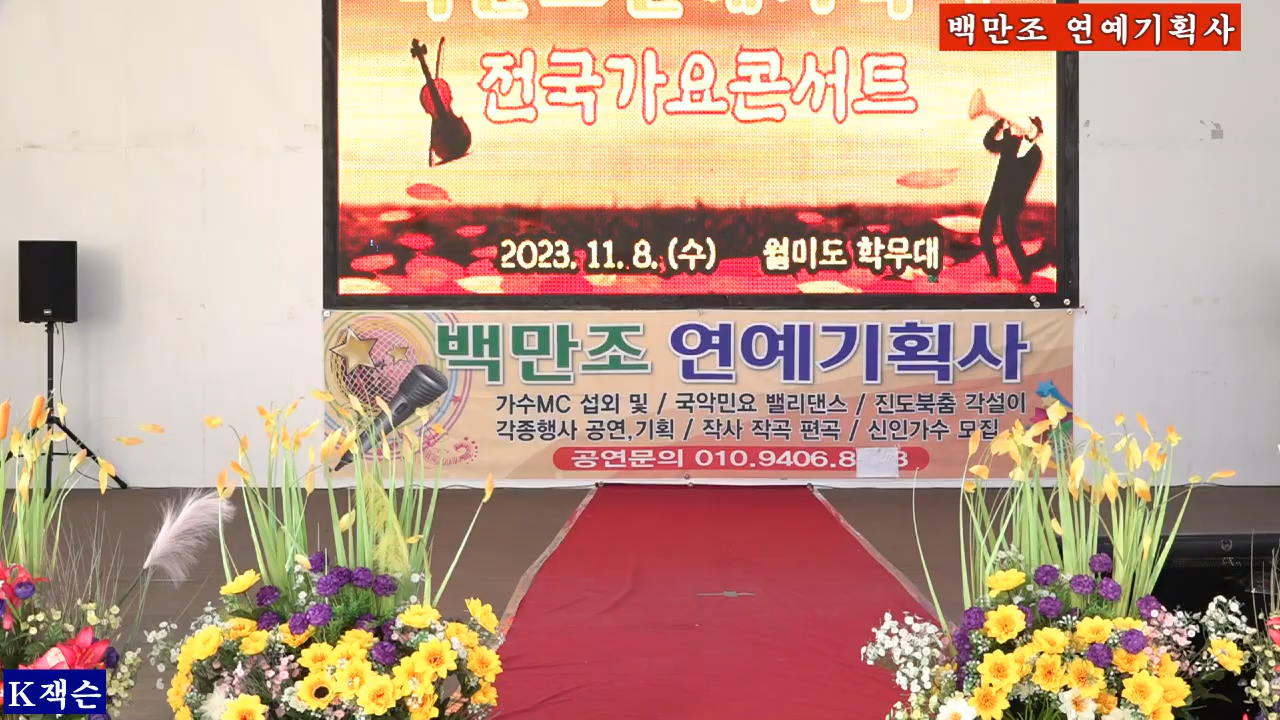 백만조 연예기획사
전국가요콘서트
2023. 11. 8. (수) 월미도 학무대
백만조 연예기획사
가수MC 섭외 및 / 국악민요 밸리댄스 / 진도북춤 각설이
각종행사 공연,기획 / 작사 작곡 편곡 / 신인가수 모집
공연문의 010.9406.
K잭슨